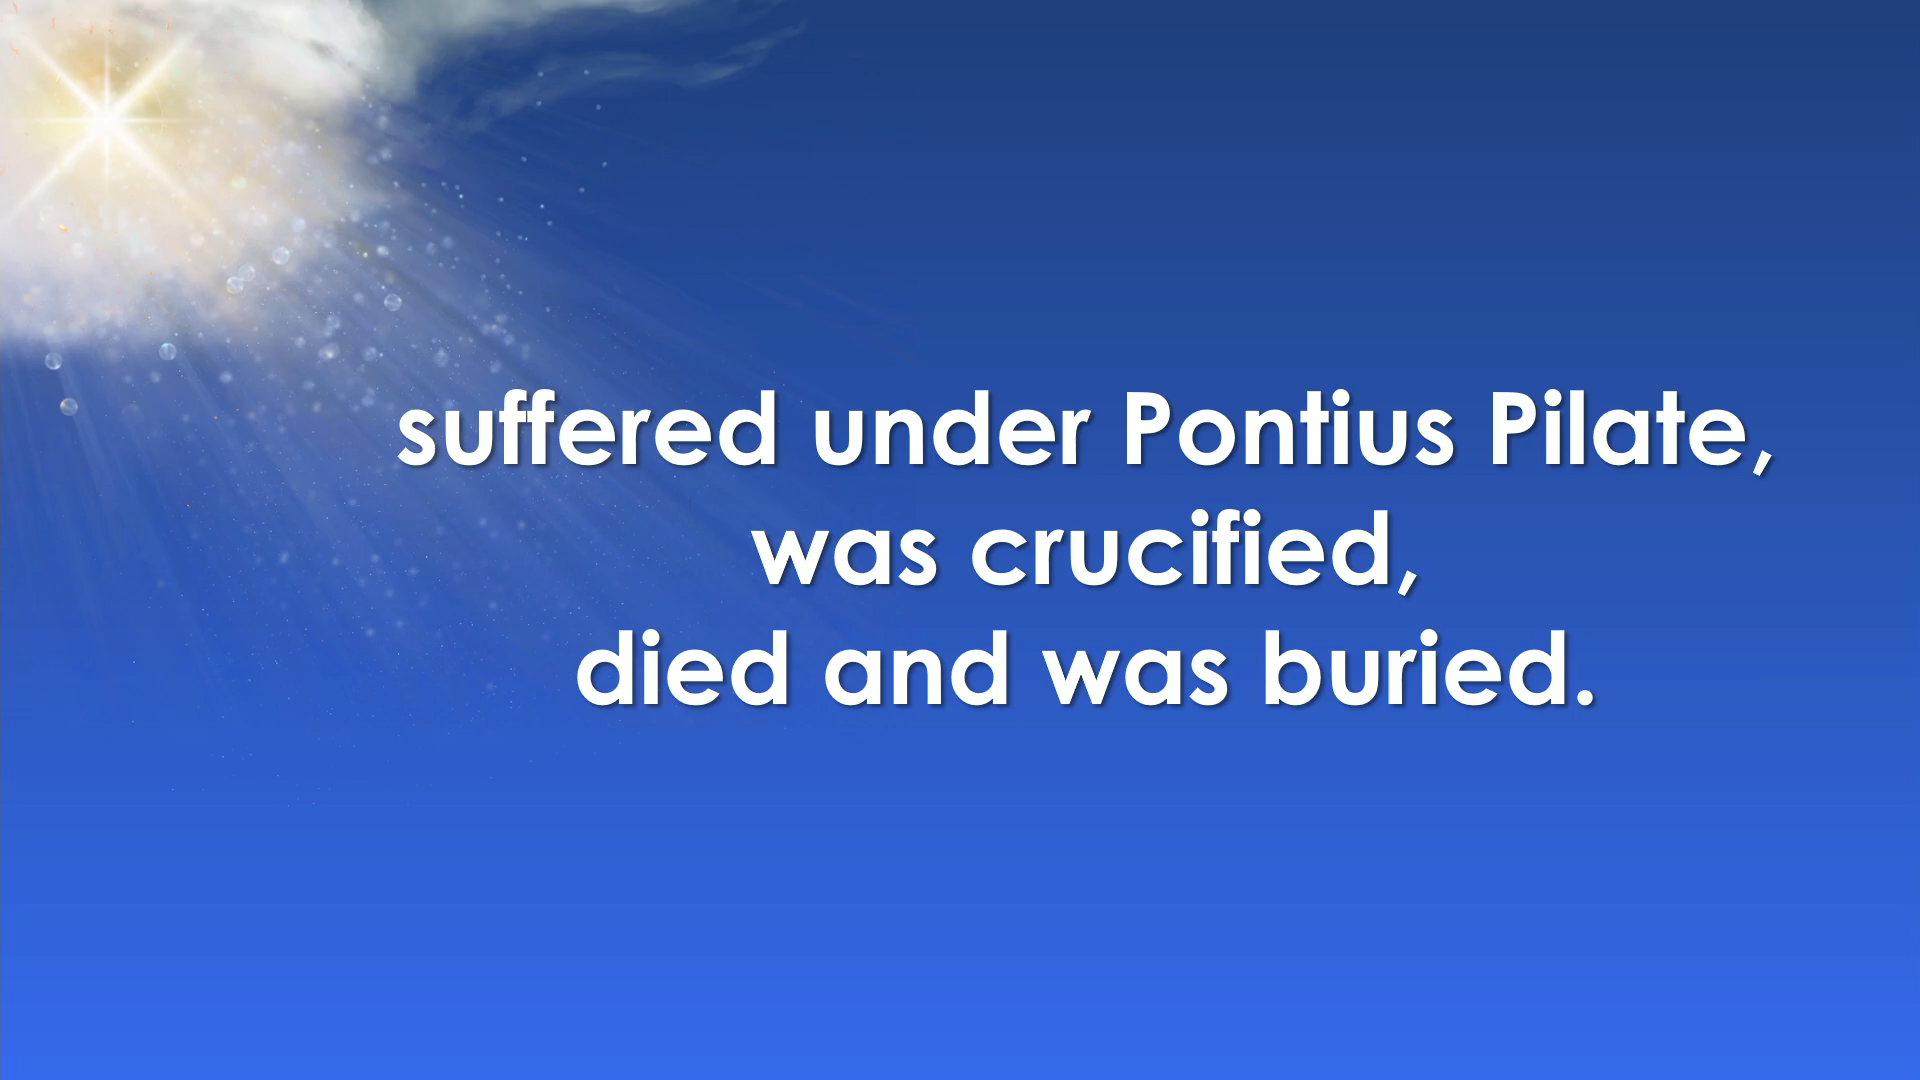 suffered under Pontius Pilate,
was crucified,
died and was buried.